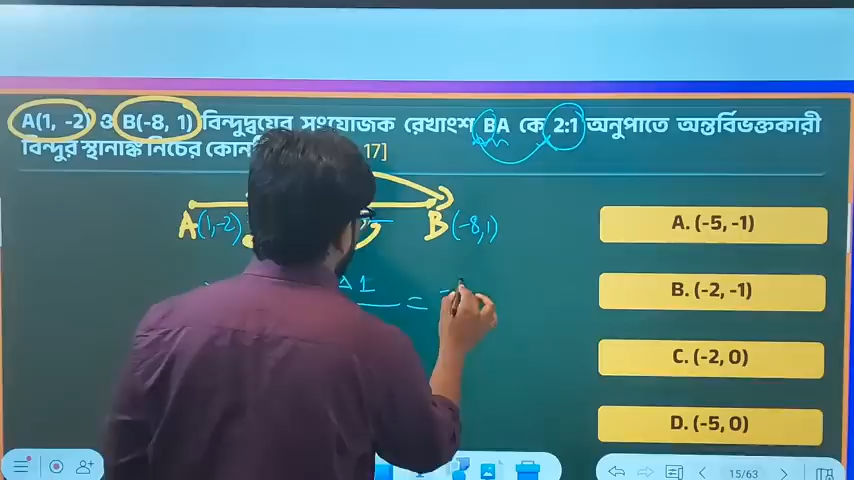 A(1, -2) ও B(-8, 1) বিন্দুদ্বয়ের সংযোজক রেখাংশ BA কে 2:1 অনুপাতে অন্তর্বিভক্তকারী
বিন্দুর স্থানাঙ্ক নিচের 17]
A(1,-2) B(-8,1)
1
=
A. (-5, -1)
B. (-2, -1)
C. (-2, 0)
D. (-5, 0)
15/63